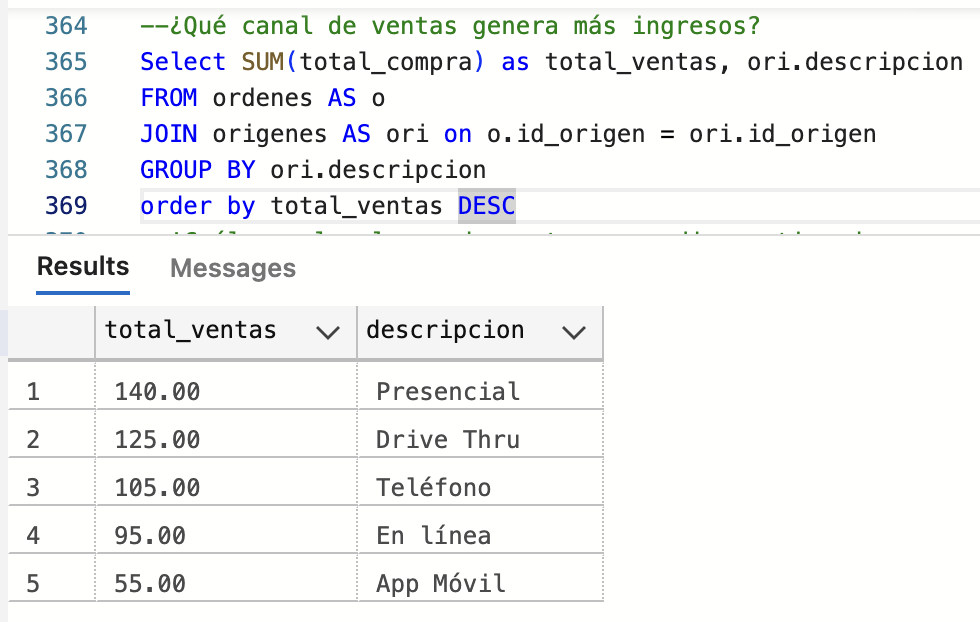 364 --¿Qué canal de ventas genera más ingresos?
365 Select SUM(total_compra) as total_ventas, ori.descripcion
366 FROM ordenes AS o
367 JOIN origenes AS ori on o.id_origen = ori.id_origen
368 GROUP BY ori.descripcion
369 order by total_ventas DESC
Results Messages
total_ventas descripcion
1 140.00 Presencial
2 125.00 Drive Thru
3 105.00 Teléfono
4 95.00 En línea
5 55.00 App Móvil